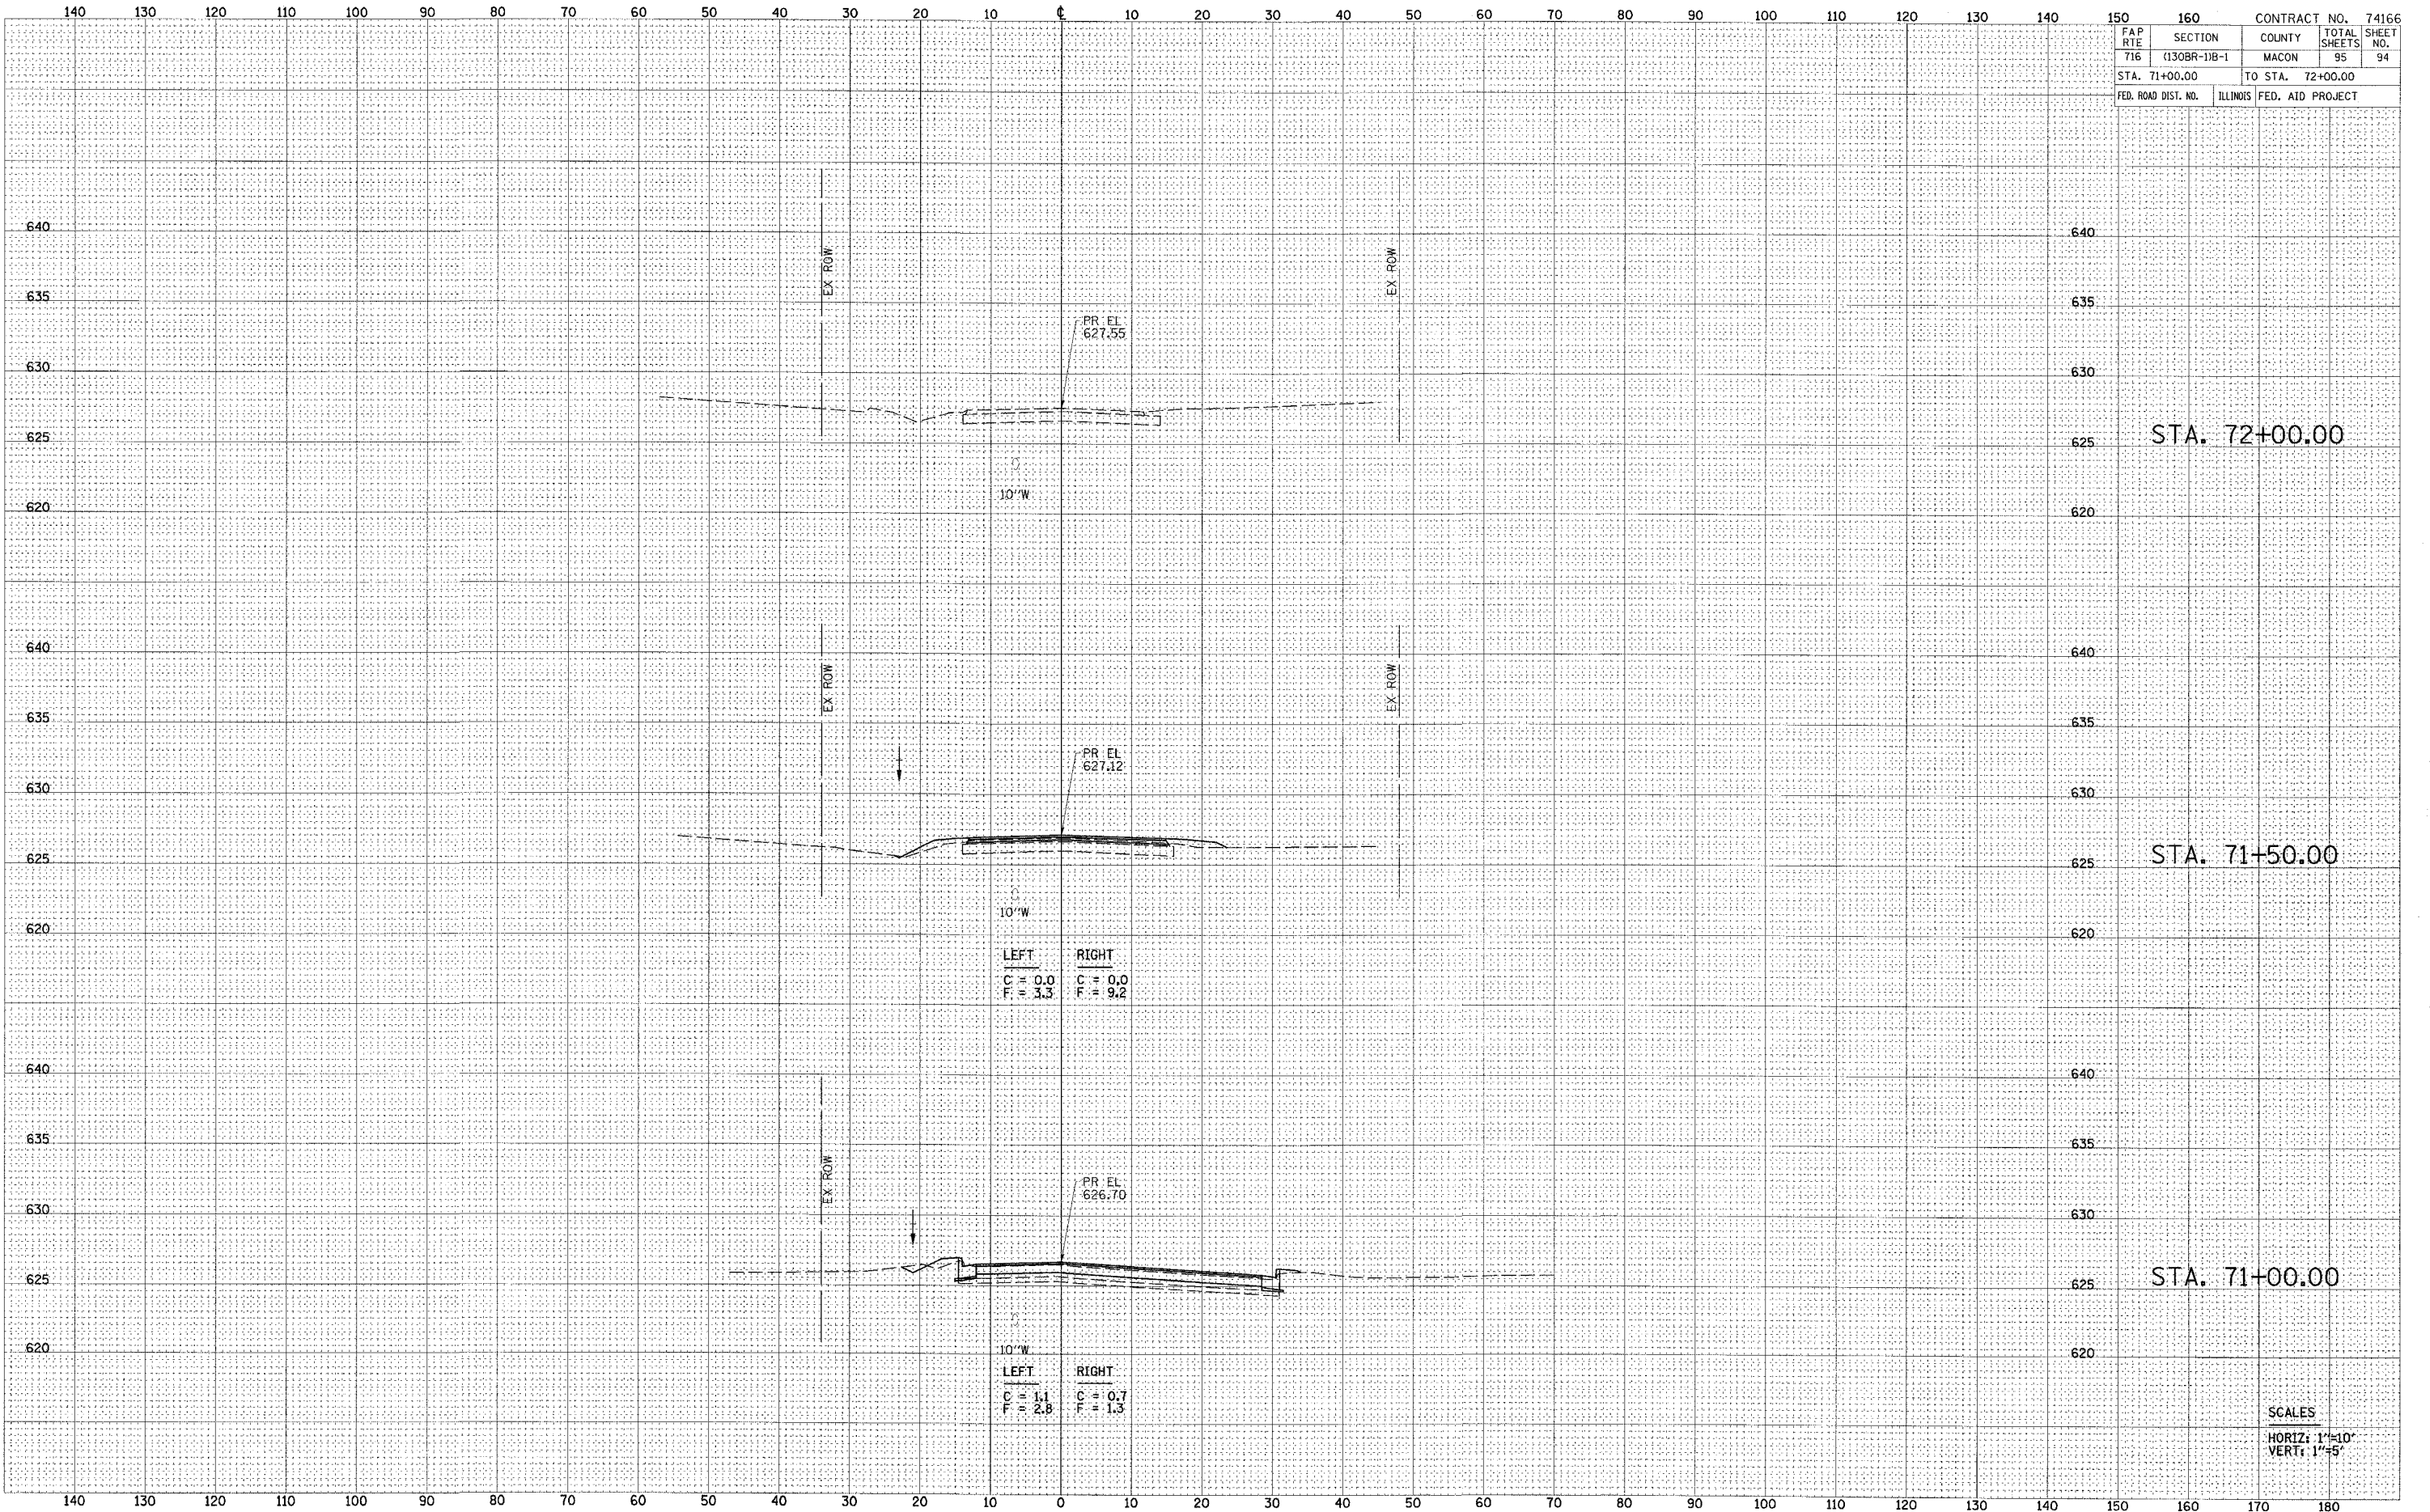 140 130 120 110 100 90 80 70 60 50 40 30 20 10 ℄ 10 20 30 40 50 60 70 80 90 100 110 120 130 140 150 160
CONTRACT NO. 74166
FAP RTE SECTION COUNTY TOTAL SHEETS SHEET NO.
716 (130BR-1)B-1 MACON 95 94
STA. 71+00.00 TO STA. 72+00.00
FED. ROAD DIST. NO. ILLINOIS FED. AID PROJECT
640 640
EX ROW EX ROW
635 635
PR EL
627.55
630 630
625 625
STA. 72+00.00
10"W
620 620
640 640
EX ROW EX ROW
635 635
PR EL
627.12
630 630
625 625
STA. 71+50.00
10"W
620 620
LEFT RIGHT
C = 0.0 C = 0.0
F = 3.3 F = 9.2
640 640
635 635
EX ROW
PR EL
626.70
630 630
625 625
STA. 71+00.00
10"W
620 620
LEFT RIGHT
C = 1.1 C = 0.7
F = 2.8 F = 1.3
SCALES
HORIZ: 1"=10'
VERT: 1"=5'
140 130 120 110 100 90 80 70 60 50 40 30 20 10 0 10 20 30 40 50 60 70 80 90 100 110 120 130 140 150 160 170 180